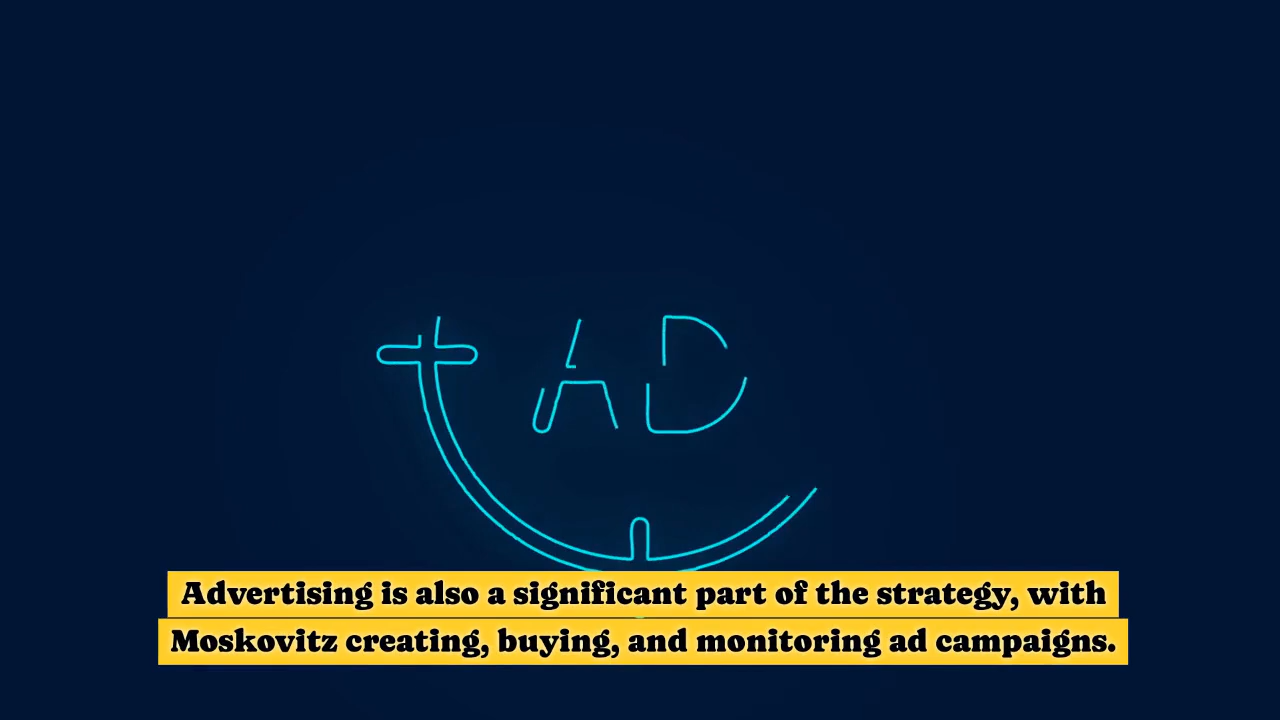 AD
Advertising is also a significant part of the strategy, with
Moskovitz creating, buying, and monitoring ad campaigns.